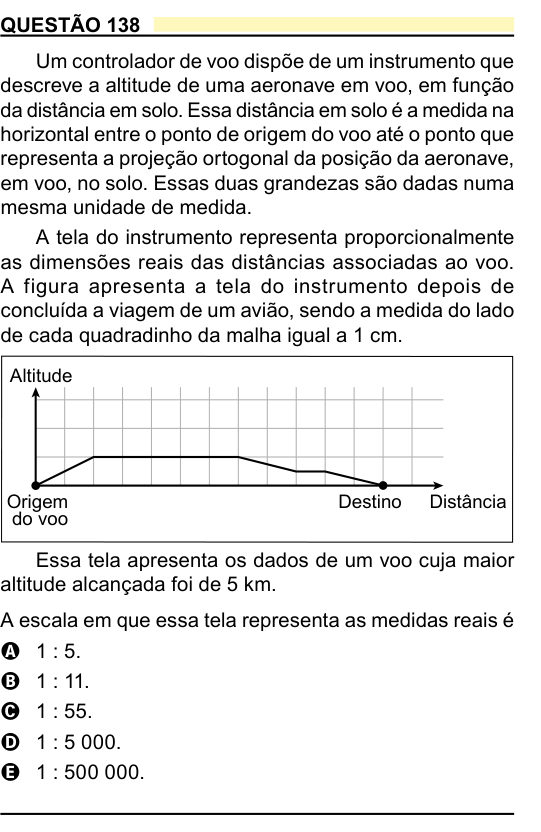 QUESTÃO 138
Um controlador de voo dispõe de um instrumento que
descreve a altitude de uma aeronave em voo, em função
da distância em solo. Essa distância em solo é a medida na
horizontal entre o ponto de origem do voo até o ponto que
representa a projeção ortogonal da posição da aeronave,
em voo, no solo. Essas duas grandezas são dadas numa
mesma unidade de medida.
A tela do instrumento representa proporcionalmente
as dimensões reais das distâncias associadas ao voo.
A figura apresenta a tela do instrumento depois de
concluída a viagem de um avião, sendo a medida do lado
de cada quadradinho da malha igual a 1 cm.
Altitude
Origem
do voo
Destino
Distância
Essa tela apresenta os dados de um voo cuja maior
altitude alcançada foi de 5 km.
A escala em que essa tela representa as medidas reais é
A 1 : 5.
B 1 : 11.
C 1 : 55.
D 1 : 5 000.
E 1 : 500 000.